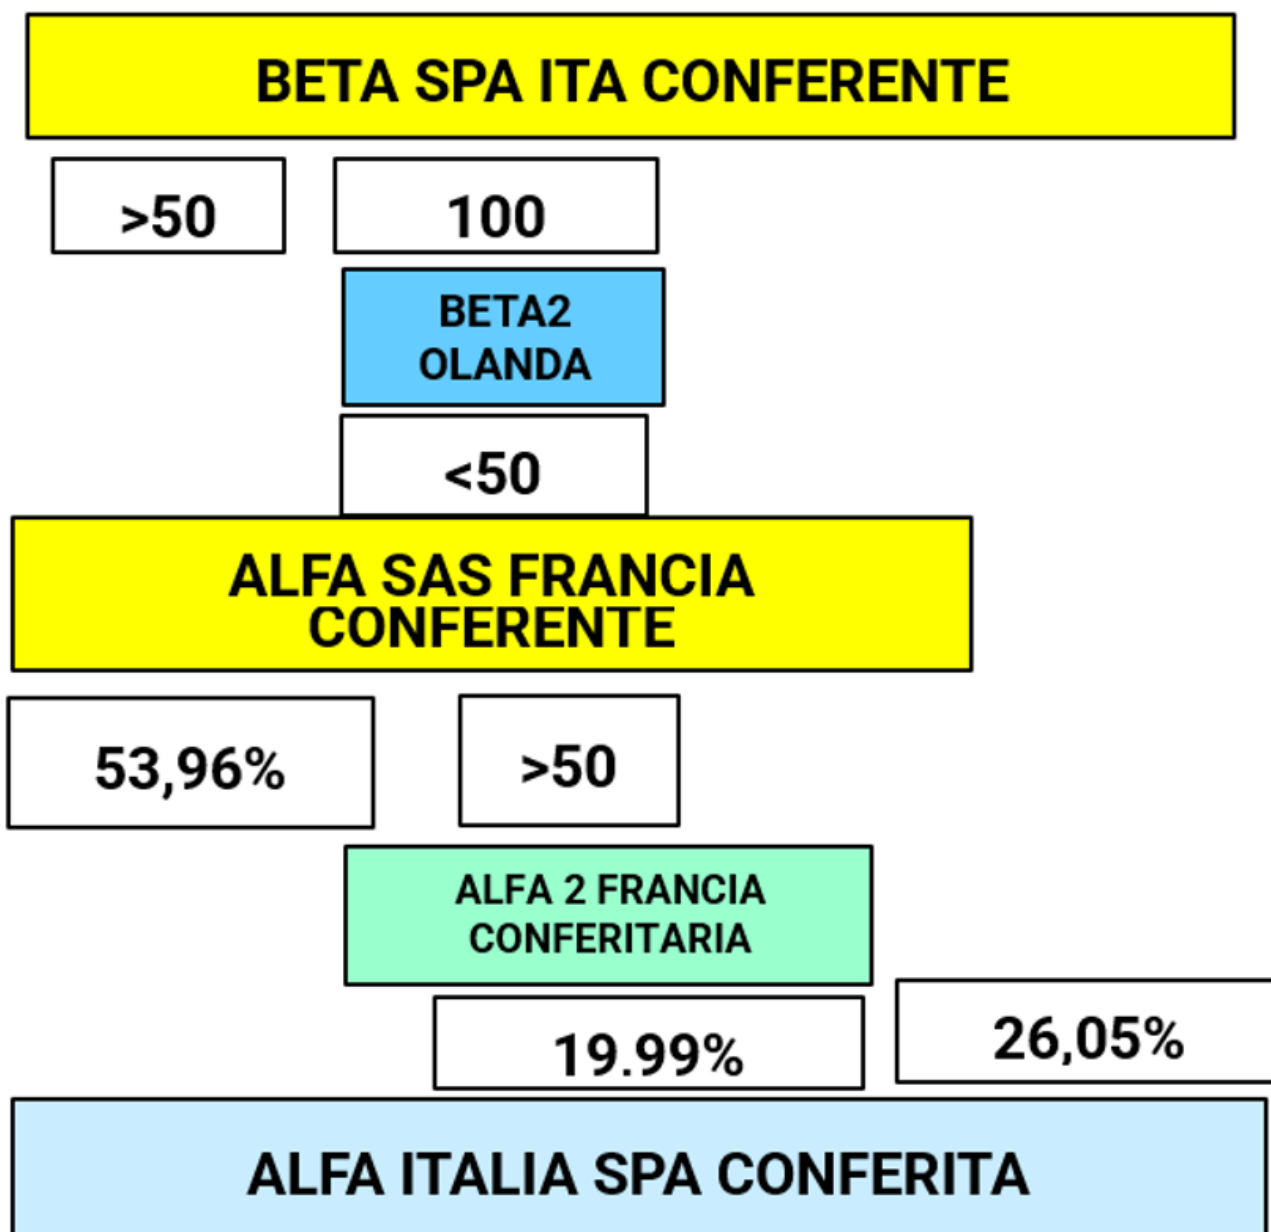 BETA SPA ITA CONFERENTE
>50
100
BETA2
OLANDA
<50
ALFA SAS FRANCIA
CONFERENTE
53,96%
>50
ALFA 2 FRANCIA
CONFERITARIA
19.99%
26,05%
ALFA ITALIA SPA CONFERITA